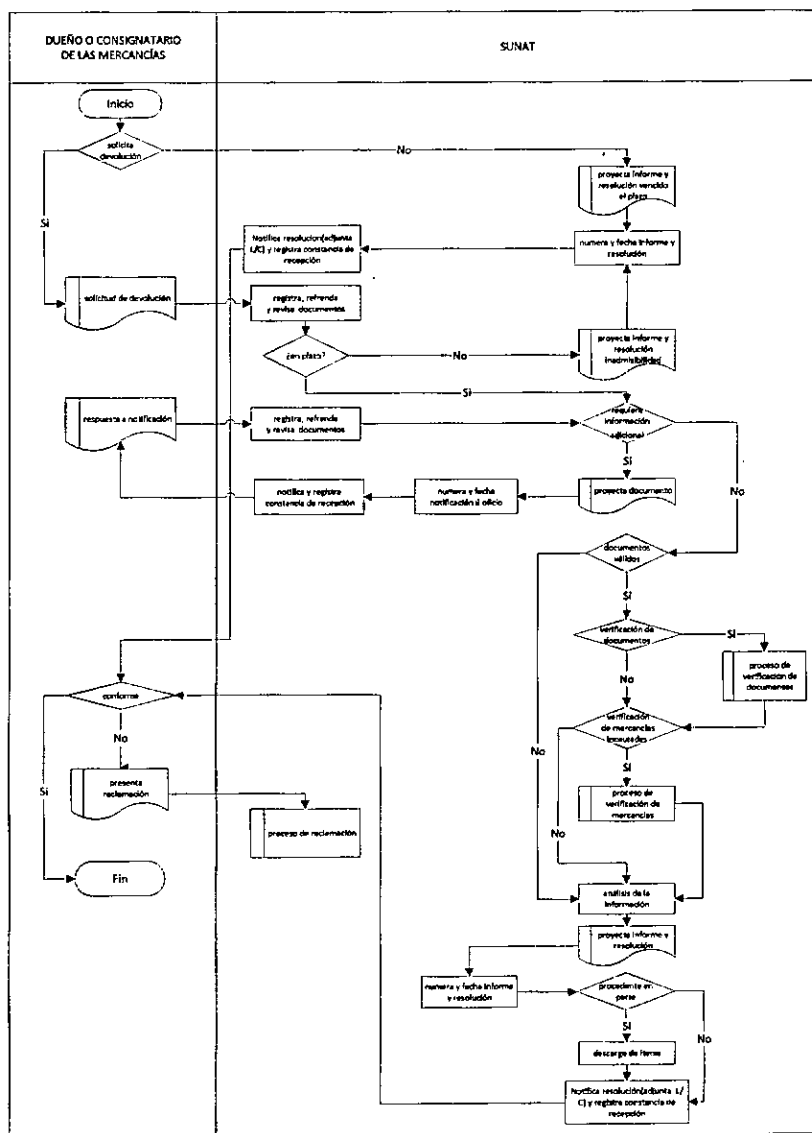 DUEÑO O CONSIGNATARIO
DE LAS MERCANCÍAS
SUNAT
Inicio
solicita
devolución
No
Si
proyecta informe y
resolución vencido
el plazo
Notifica resolucion(adjunta
L/C) y registra constancia de
recepción
numera y fecha informe y
resolución
solicitud de devolución
registra, refrenda
y revisa documentos
¿en plazo?
No
proyecta informe y
resolución
inadmisibilidad
Si
respuesta a notificación
registra, refrenda
y revisa documentos
requiere
información
adicional
Si
No
notifica y registra
constancia de recepción
numera y fecha
notificación u oficio
proyecta documento
documentos
válidos
Si
verificación de
documentos
Si
No
proceso de
verificación de
documentos
conforme
verificación
de mercancías
No
No
Si
Si
presenta
reclamación
proceso de reclamación
proceso de
verificación de
mercancías
No
Fin
análisis de la
información
proyecta informe y
resolución
numera y fecha informe
y resolución
procedente en
parte
Si
No
descargo de items
Notifica resolución(adjunta L/
C) y registra constancia de
recepción